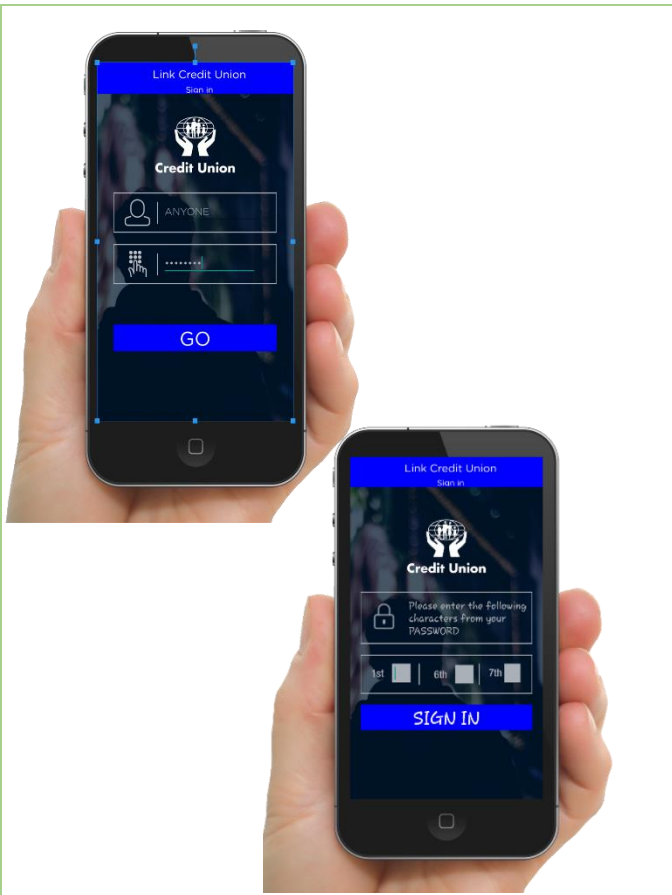 Link Credit Union
Sign in
Credit Union
ANYONE
GO
Link Credit Union
Sign in
Credit Union
Please enter the following
characters from your
PASSWORD
1st 6th 7th
SIGN IN